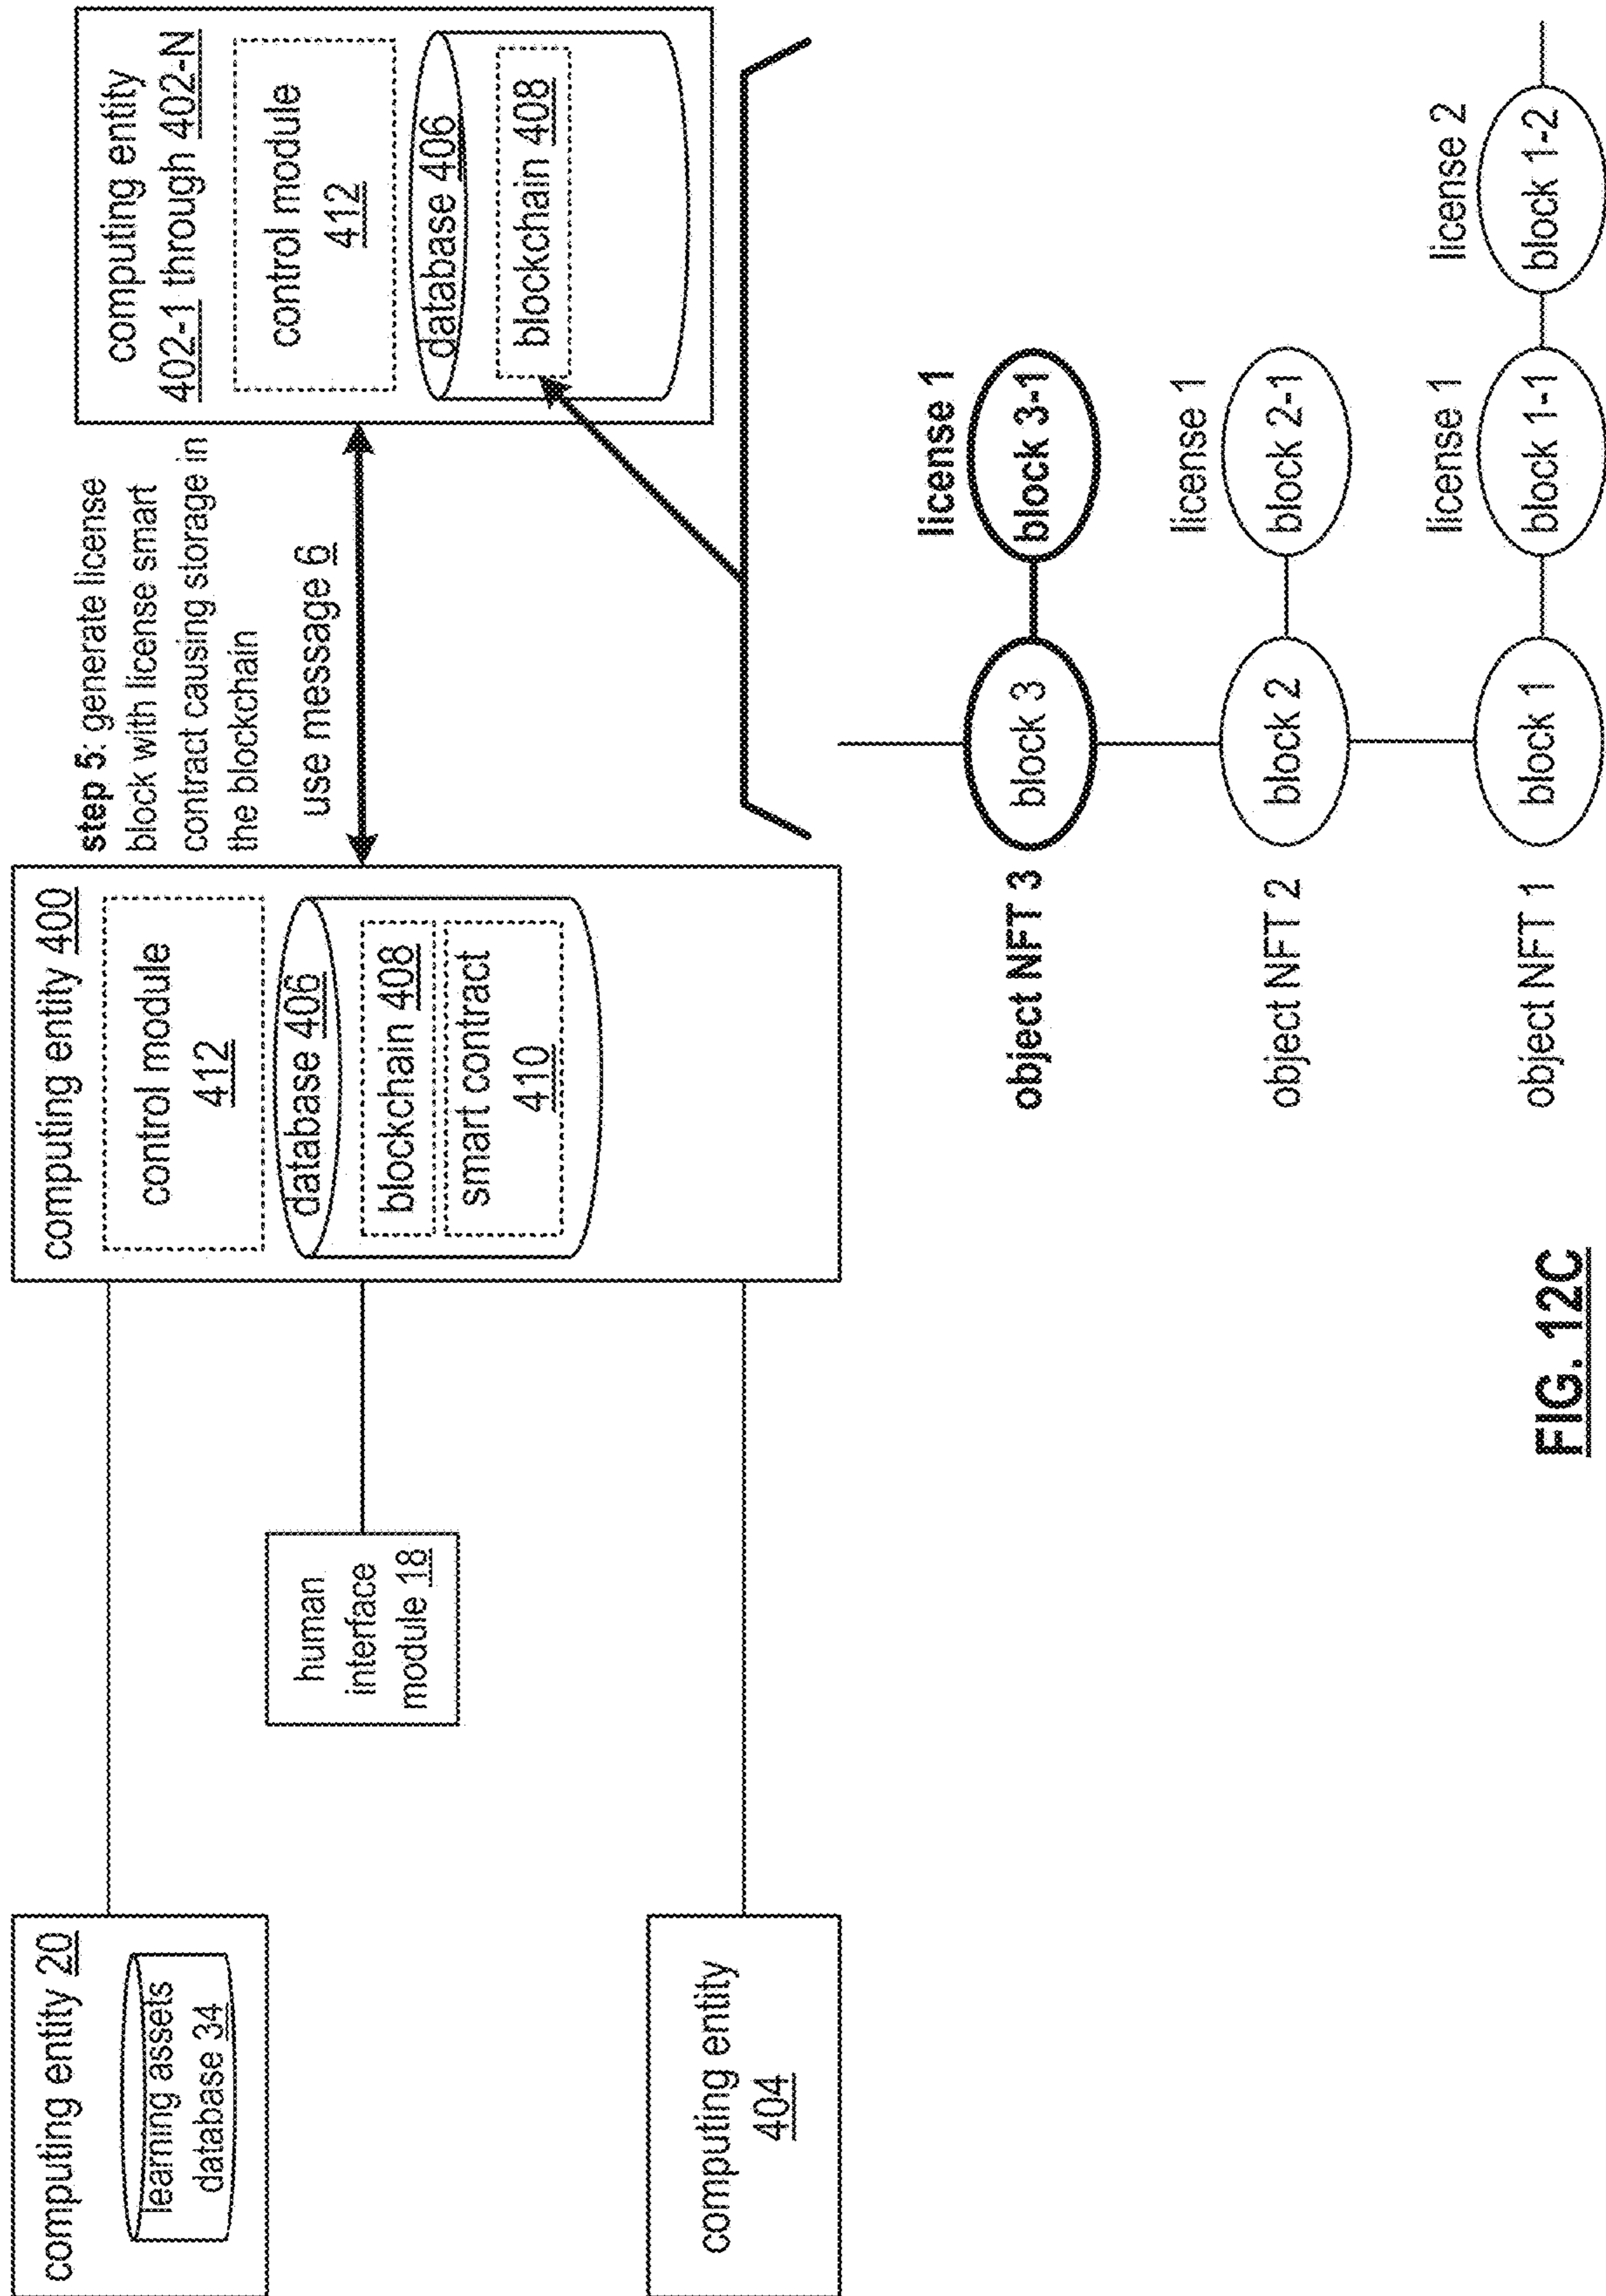 computing entity 20
learning assets
database 34
computing entity
404
human
interface
module 18
computing entity 400
control module
412
database 406
blockchain 408
smart contract
410
step 5: generate license
block with license smart
contract causing storage in
the blockchain
use message 6
computing entity
402-1 through 402-N
control module
412
database 406
blockchain 408
license 1
object NFT 3
block 3
block 3-1
license 1
object NFT 2
block 2
block 2-1
license 1
license 2
object NFT 1
block 1
block 1-1
block 1-2
FIG. 12C